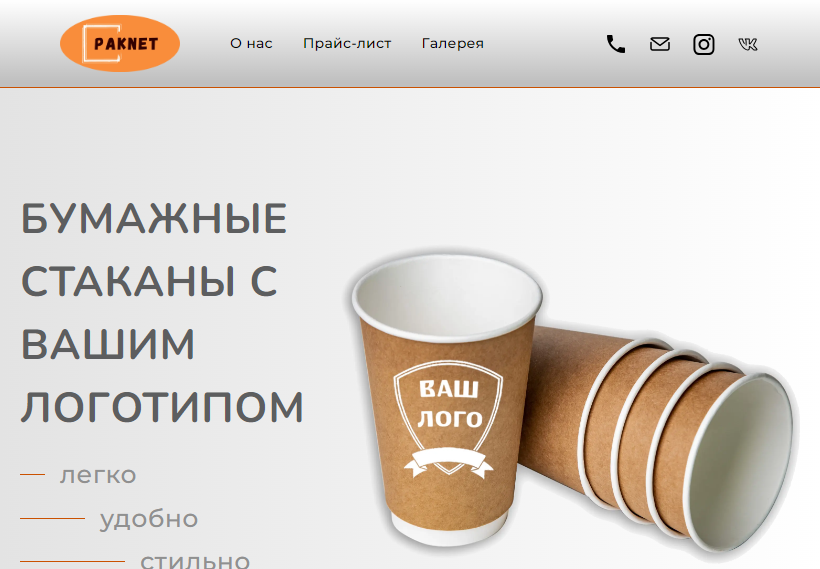 PAKNET
О нас
Прайс-лист
Галерея
БУМАЖНЫЕ
СТАКАНЫ С
ВАШИМ
ЛОГОТИПОМ
ВАШ
ЛОГО
легко
удобно
стильно